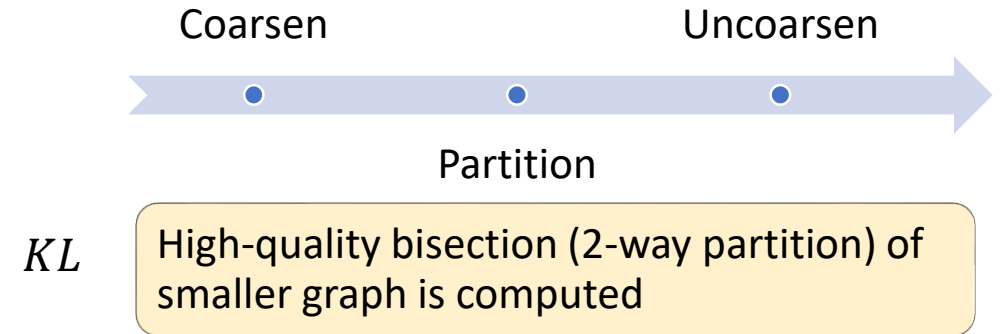 Coarsen
Uncoarsen
Partition
KL
High-quality bisection (2-way partition) of
smaller graph is computed